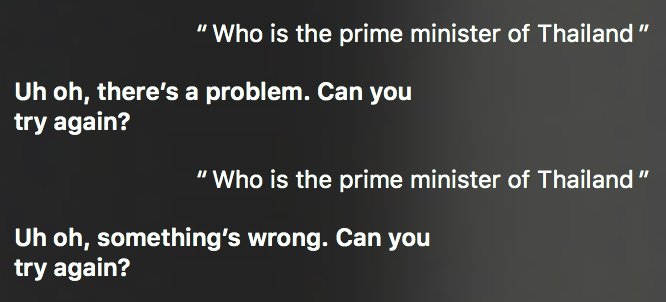 “ Who is the prime minister of Thailand ”
Uh oh, there’s a problem. Can you
try again?
“ Who is the prime minister of Thailand ”
Uh oh, something’s wrong. Can you
try again?